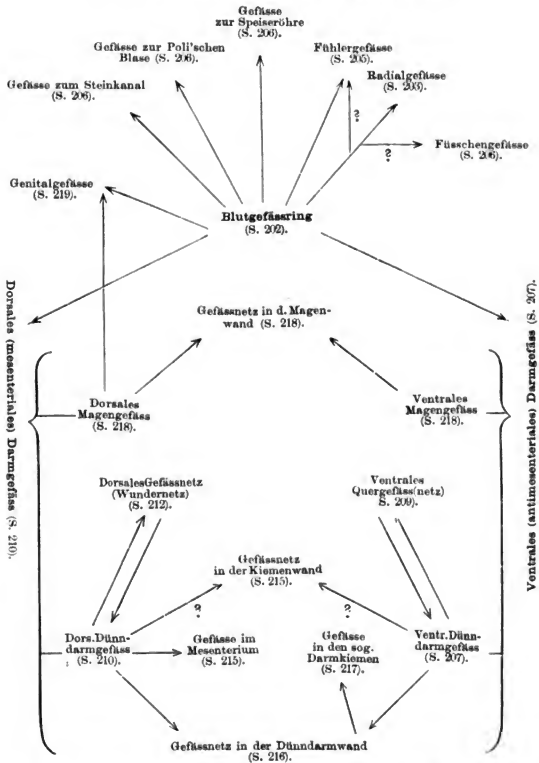 Gefässe
zur Speiseröhre
(S. 206).
Gefässe zur Poli'schen
Blase (S. 206).
Fühlergefässe
(S. 205).
Gefässe zum Steinkanal
(S. 206).
Radialgefässe
(S. 203).
?
?
Füsschengefässe
(S. 206).
Genitalgefässe
(S. 219).
Blutgefässring
(S. 202).
Dorsales (mesenteriales) Darmgefäss (S. 210).
Ventrales (antimesenteriales) Darmgefäss (S. 207).
Gefässnetz in d. Magen-
wand (S. 218).
Dorsales
Magengefäss
(S. 218).
Ventrales
Magengefäss
(S. 218).
Dorsales Gefässnetz
(Wundernetz)
(S. 212).
Ventrales
Quergefäss(netz)
S. 209).
Gefässnetz
in der Kiemenwand
(S. 215).
?
?
Dors. Dünn-
darmgefäss
(S. 210).
Gefässe im
Mesenterium
(S. 215).
Gefässe
in den sog.
Darmkiemen
(S. 217).
Ventr. Dünn-
darmgefäss
(S. 207).
Gefässnetz in der Dünndarmwand
(S. 216).